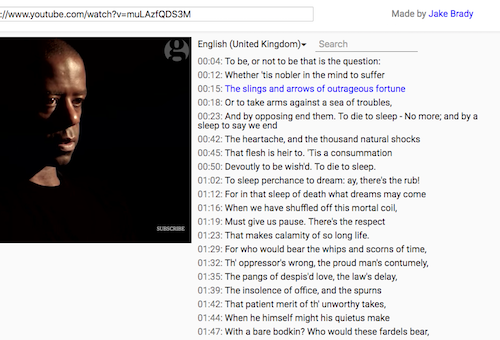 ://www.youtube.com/watch?v=muLAzfQDS3M
Made by Jake Brady
English (United Kingdom)
Search
00:04: To be, or not to be that is the question:
00:12: Whether 'tis nobler in the mind to suffer
00:15: The slings and arrows of outrageous fortune
00:18: Or to take arms against a sea of troubles,
00:23: And by opposing end them. To die to sleep - No more; and by a
sleep to say we end
00:42: The heartache, and the thousand natural shocks
00:45: That flesh is heir to. 'Tis a consummation
00:50: Devoutly to be wish'd. To die to sleep.
01:02: To sleep perchance to dream: ay, there's the rub!
01:12: For in that sleep of death what dreams may come
01:16: When we have shuffled off this mortal coil,
01:19: Must give us pause. There's the respect
01:23: That makes calamity of so long life.
01:29: For who would bear the whips and scorns of time,
01:32: Th' oppressor's wrong, the proud man's contumely,
01:35: The pangs of despis'd love, the law's delay,
01:39: The insolence of office, and the spurns
01:42: That patient merit of th' unworthy takes,
01:44: When he himself might his quietus make
01:47: With a bare bodkin? Who would these fardels bear,
g
SUBSCRIBE